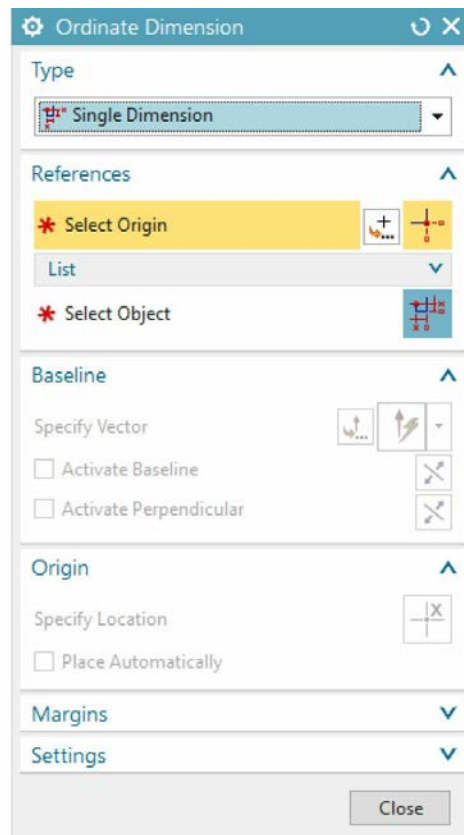 Ordinate Dimension
Type
Single Dimension
References
* Select Origin
List
* Select Object
Baseline
Specify Vector
Activate Baseline
Activate Perpendicular
Origin
Specify Location
Place Automatically
Margins
Settings
Close